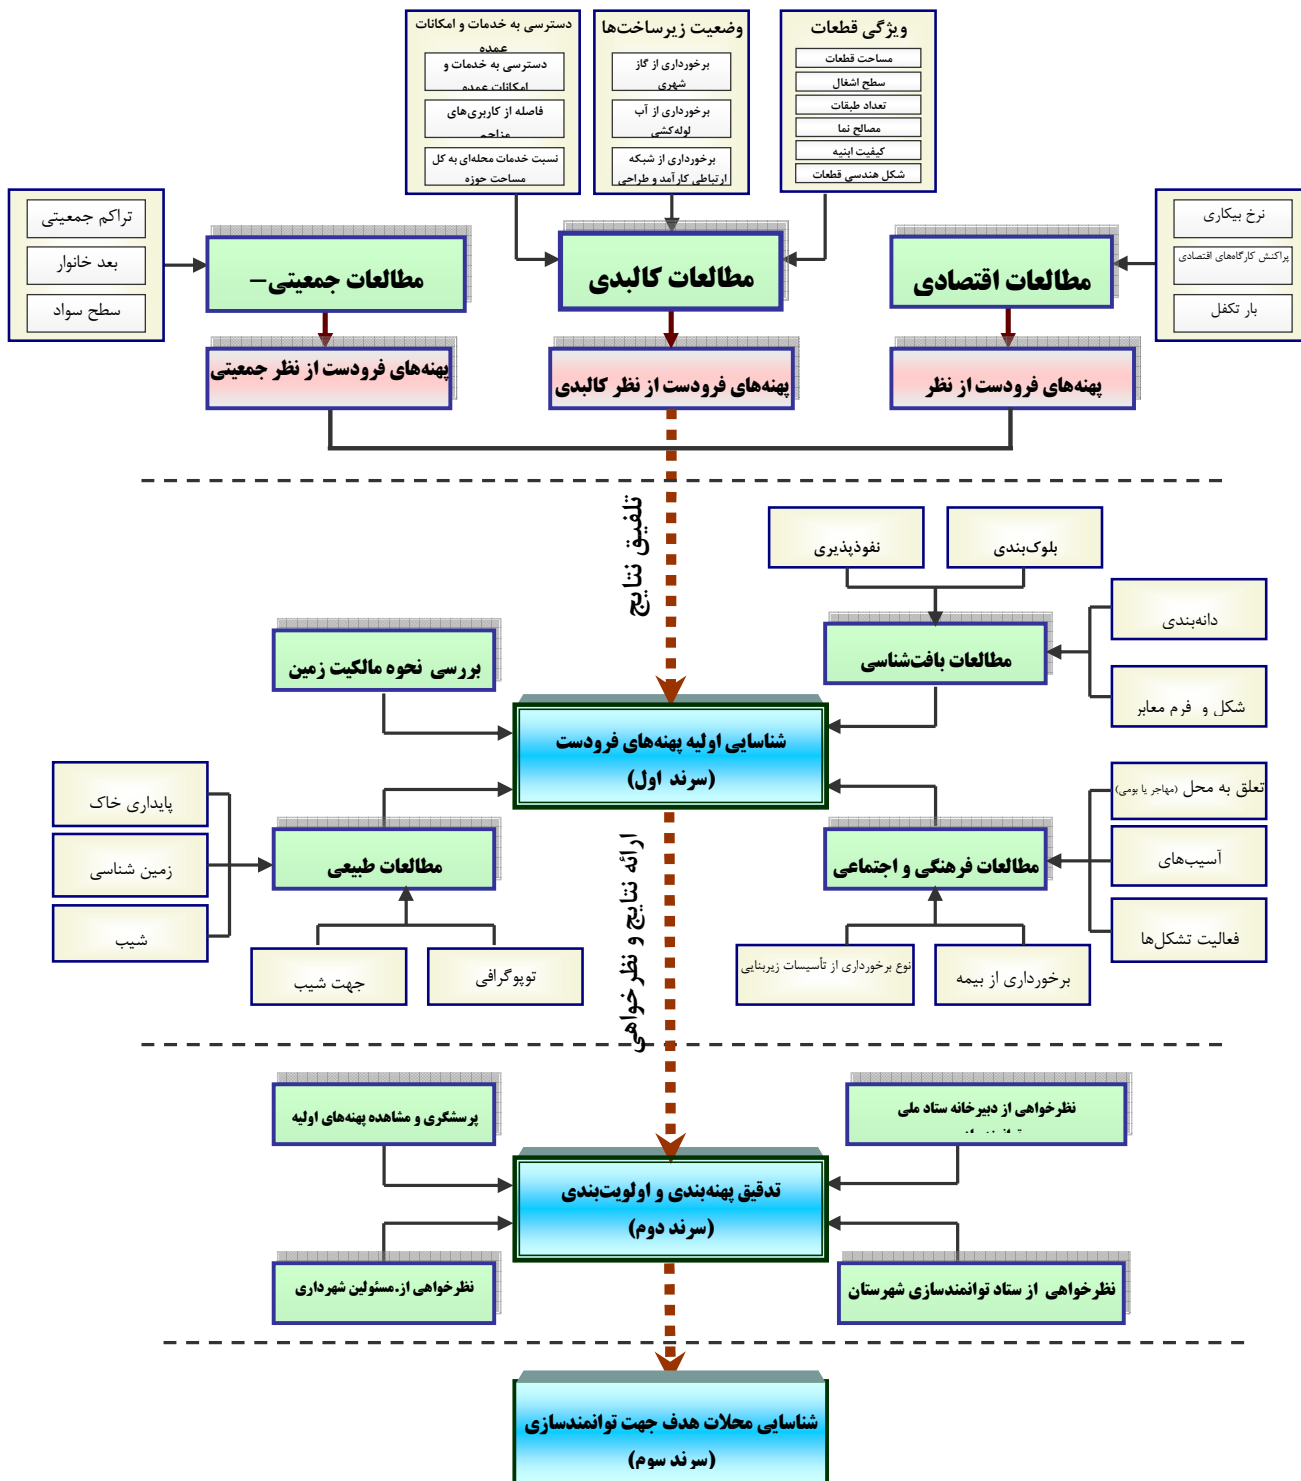 ویژگی قطعات
مساحت قطعات
سطح اشغال
تعداد طبقات
مصالح نما
کیفیت ابنیه
شکل هندسی قطعات
وضعیت زیرساخت‌ها
برخورداری از گاز
شهری
برخورداری از آب
لوله‌کشی
برخورداری از شبکه
ارتباطی کارآمد و طراحی
دسترسی به خدمات و امکانات
عمده
دسترسی به خدمات و
امکانات عمده
فاصله از کاربری‌های
مزاحم
نسبت خدمات محله‌ای به کل
مساحت حوزه
نرخ بیکاری
پراکنش کارگاه‌های اقتصادی
بار تکفل
تراکم جمعیتی
بعد خانوار
سطح سواد
مطالعات اقتصادی
مطالعات کالبدی
مطالعات جمعیتی–
پهنه‌های فرودست از نظر
پهنه‌های فرودست از نظر کالبدی
پهنه‌های فرودست از نظر جمعیتی
تلفیق نتایج
بلوک‌بندی
نفوذپذیری
دانه‌بندی
شکل و فرم معابر
مطالعات بافت‌شناسی
بررسی نحوه مالکیت زمین
شناسایی اولیه پهنه‌های فرودست
(سرند اول)
تعلق به محل (مهاجر یا بومی)
آسیب‌های
فعالیت تشکل‌ها
مطالعات فرهنگی و اجتماعی
برخورداری از بیمه
نوع برخورداری از تأسیسات زیربنایی
مطالعات طبیعی
پایداری خاک
زمین شناسی
شیب
توپوگرافی
جهت شیب
ارائه نتایج و نظرخواهی
نظرخواهی از دبیرخانه ستاد ملی
پرسشگری و مشاهده پهنه‌های اولیه
تدقیق پهنه‌بندی و اولویت‌بندی
(سرند دوم)
نظرخواهی از ستاد توانمندسازی شهرستان
نظرخواهی از.مسئولین شهرداری
شناسایی محلات هدف جهت توانمندسازی
(سرند سوم)